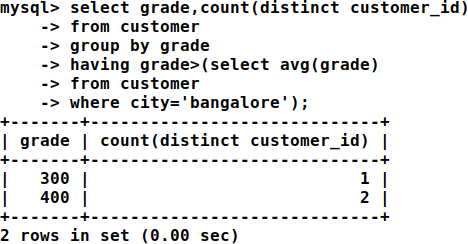 mysql> select grade,count(distinct customer_id)
    -> from customer
    -> group by grade
    -> having grade>(select avg(grade)
    -> from customer
    -> where city='bangalore');
+-------+-----------------------------+
| grade | count(distinct customer_id) |
+-------+-----------------------------+
|   300 |                           1 |
|   400 |                           2 |
+-------+-----------------------------+
2 rows in set (0.00 sec)